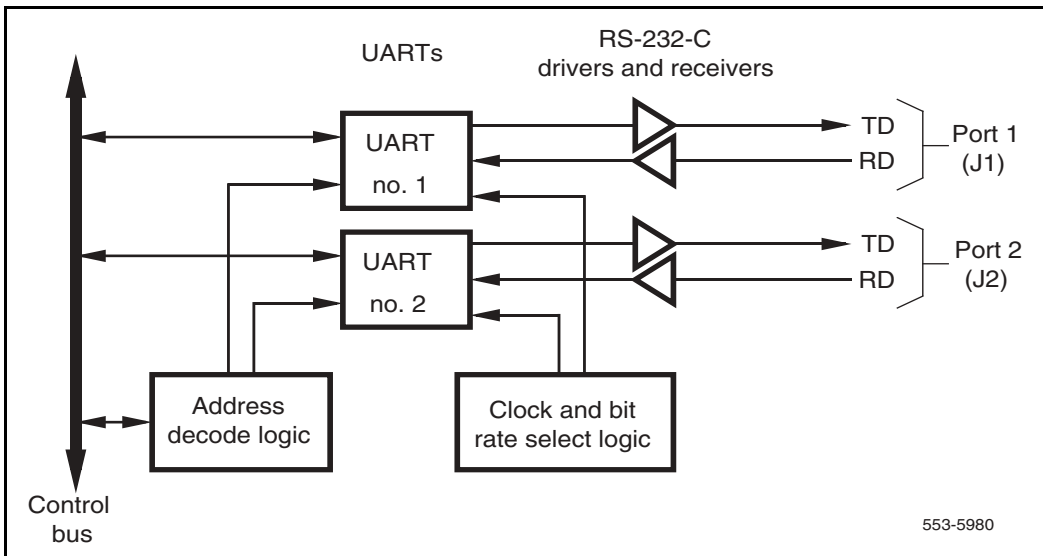 UARTs
RS-232-C
drivers and receivers
UART
no. 1
TD
RD
Port 1
(J1)
UART
no. 2
TD
RD
Port 2
(J2)
Address
decode logic
Clock and bit
rate select logic
Control
bus
553-5980